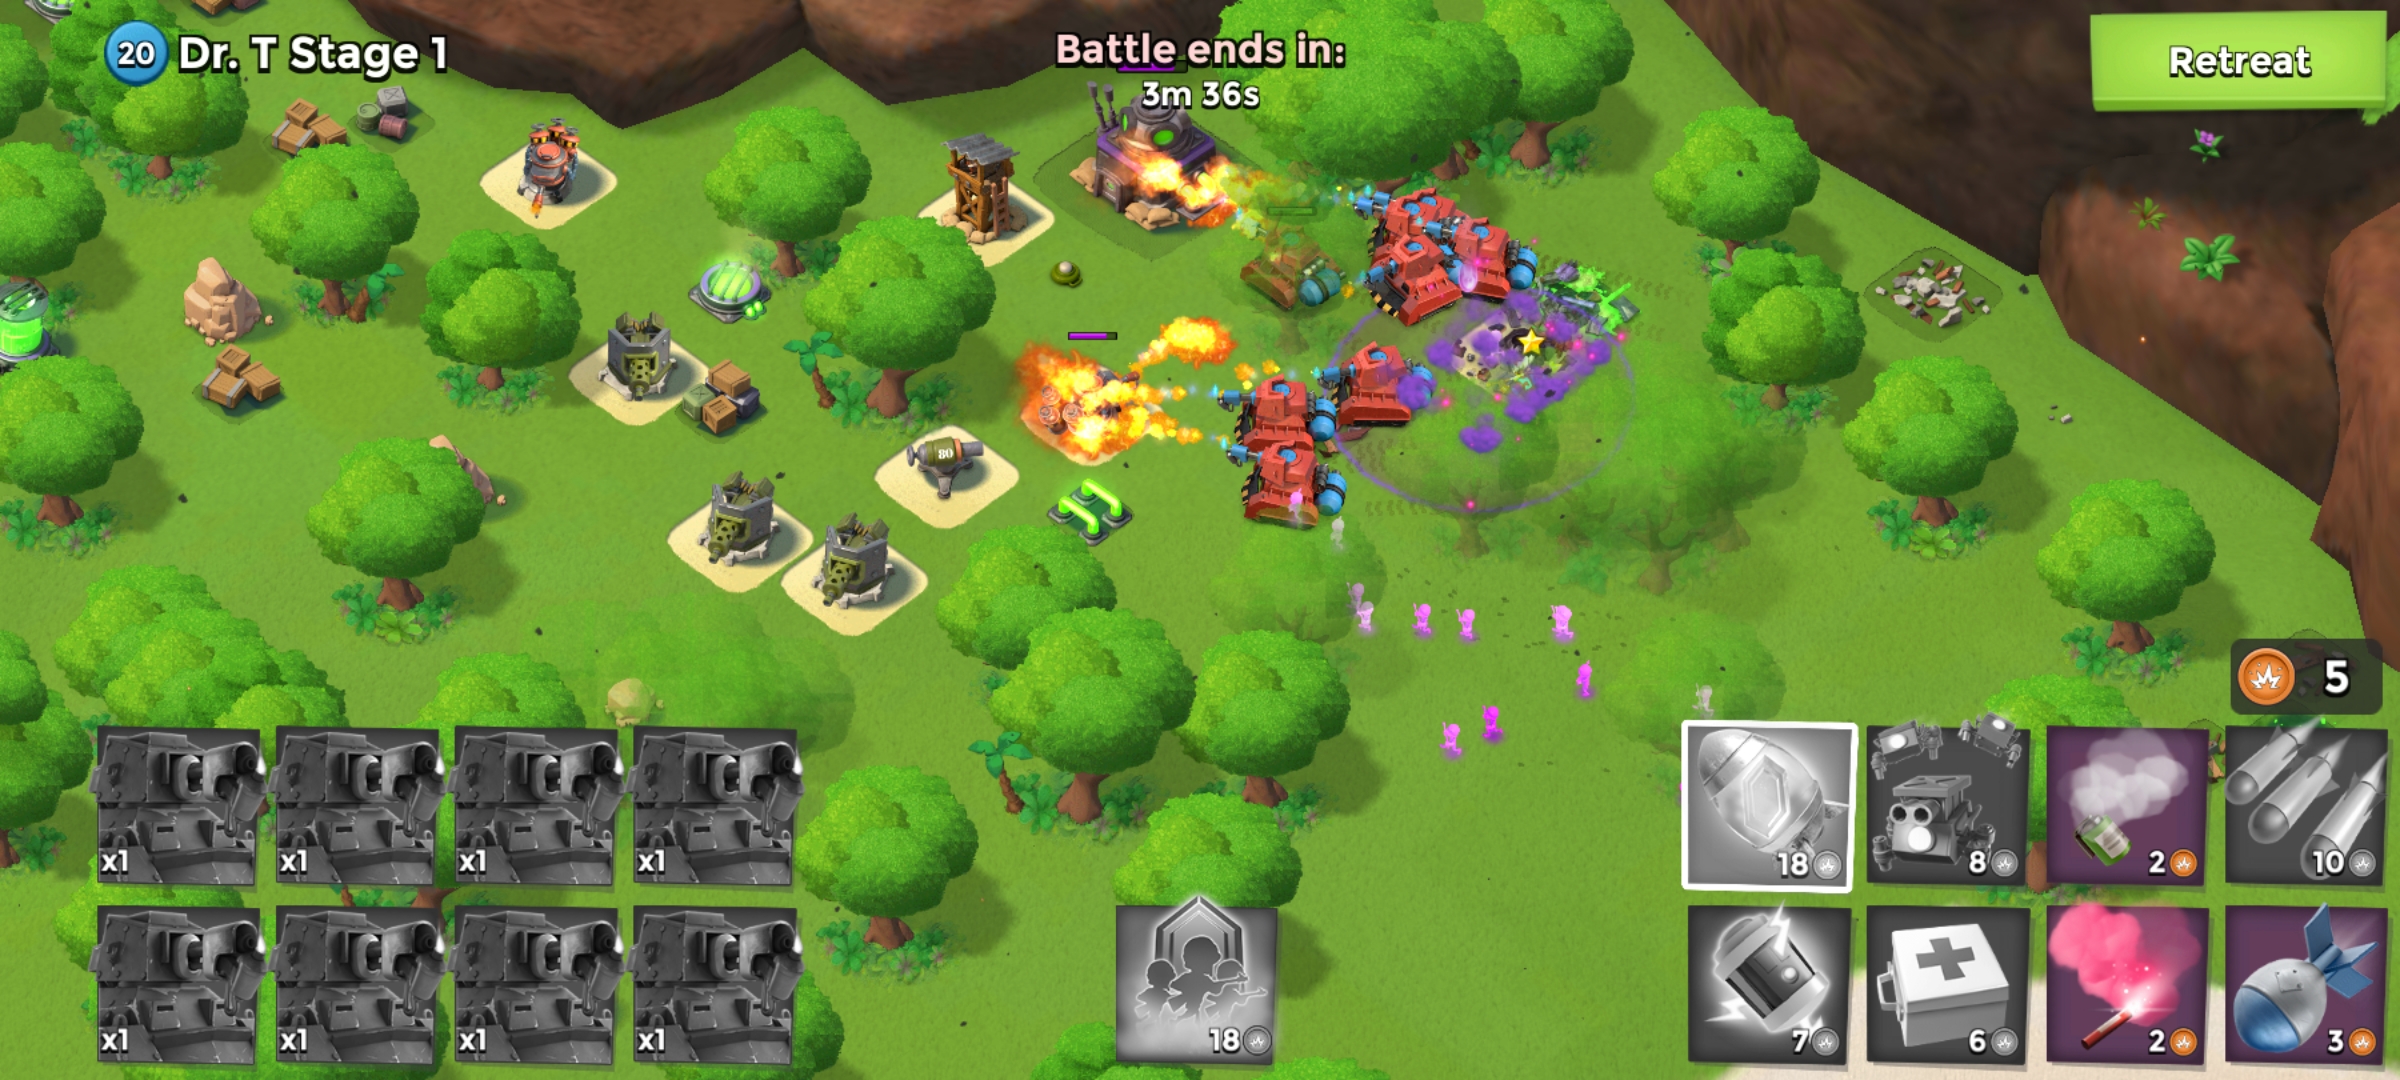 20 Dr. T Stage 1
Battle ends in:
3m 36s
Retreat
80
5
x1 x1 x1 x1
18 8 2 10
x1 x1 x1 x1
18
7 6 2 3